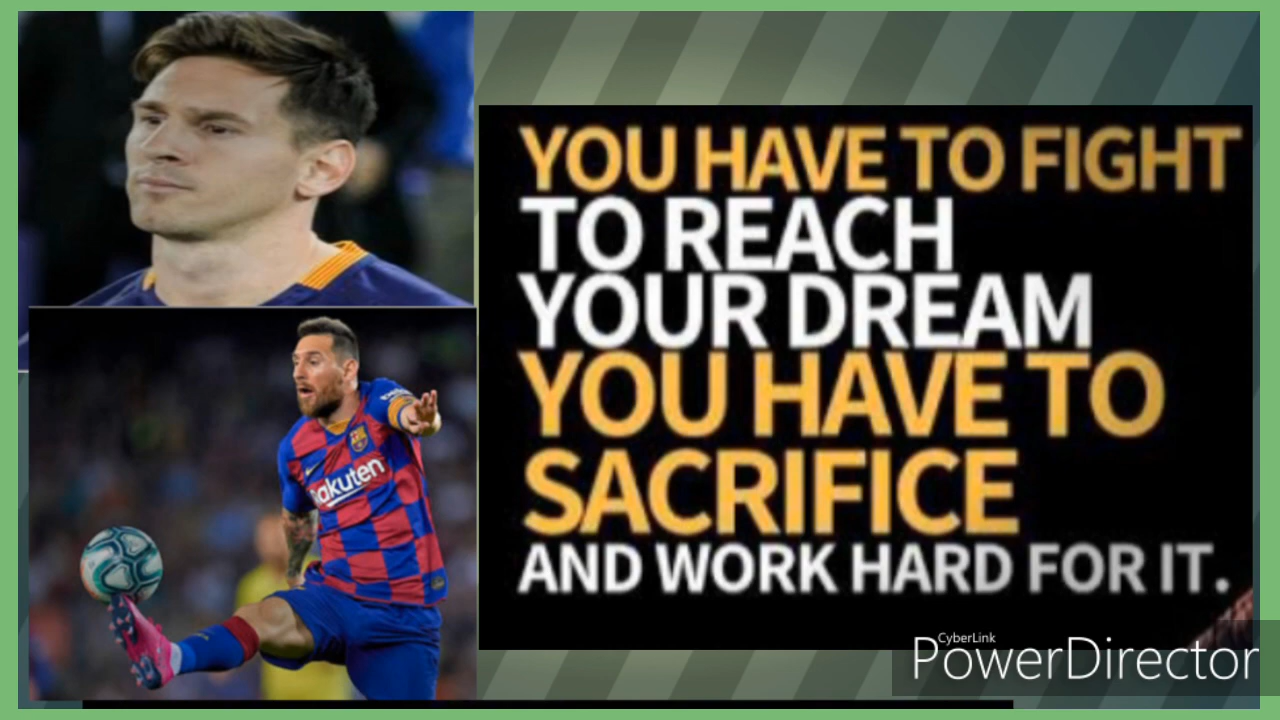 YOU HAVE TO FIGHT
TO REACH
YOUR DREAM
YOU HAVE TO
SACRIFICE
AND WORK HARD FOR IT.
Rakuten
CyberLink
PowerDirector